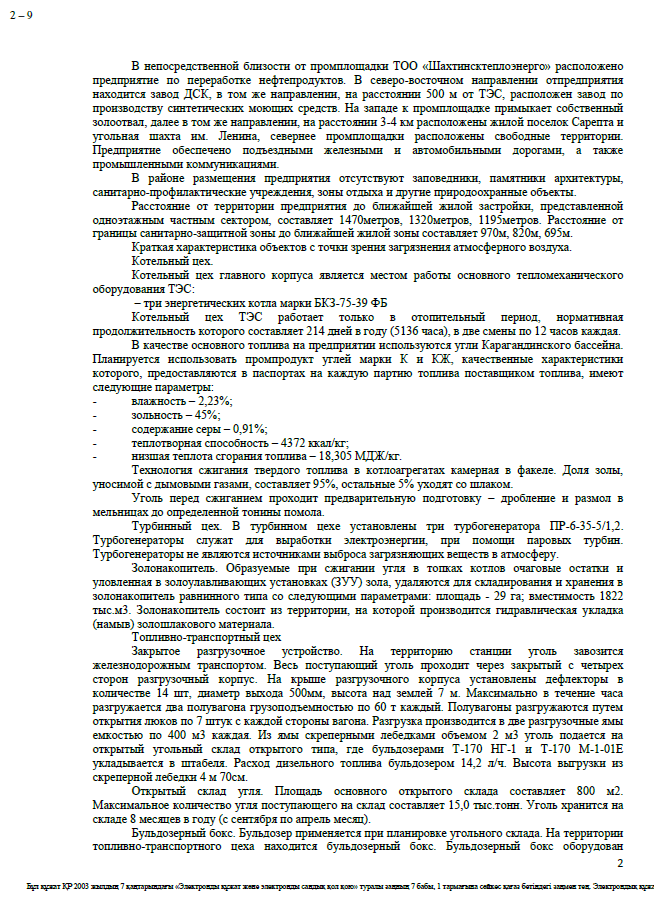 2 – 9
В непосредственной близости от промплощадки ТОО «Шахтинсктеплоэнерго» расположено
предприятие по переработке нефтепродуктов. В северо-восточном направлении отпредприятия
находится завод ДСК, в том же направлении, на расстоянии 500 м от ТЭС, расположен завод по
производству синтетических моющих средств. На западе к промплощадке примыкает собственный
золоотвал, далее в том же направлении, на расстоянии 3-4 км расположены жилой поселок Сарепта и
угольная шахта им. Ленина, севернее промплощадки расположены свободные территории.
Предприятие обеспечено подъездными железными и автомобильными дорогами, а также
промышленными коммуникациями.
В районе размещения предприятия отсутствуют заповедники, памятники архитектуры,
санитарно-профилактические учреждения, зоны отдыха и другие природоохранные объекты.
Расстояние от территории предприятия до ближайшей жилой застройки, представленной
одноэтажным частным сектором, составляет 1470метров, 1320метров, 1195метров. Расстояние от
границы санитарно-защитной зоны до ближайшей жилой зоны составляет 970м, 820м, 695м.
Краткая характеристика объектов с точки зрения загрязнения атмосферного воздуха.
Котельный цех.
Котельный цех главного корпуса является местом работы основного тепломеханического
оборудования ТЭС:
– три энергетических котла марки БКЗ-75-39 ФБ
Котельный цех ТЭС работает только в отопительный период, нормативная
продолжительность которого составляет 214 дней в году (5136 часа), в две смены по 12 часов каждая.
В качестве основного топлива на предприятии используются угли Карагандинского бассейна.
Планируется использовать промпродукт углей марки К и КЖ, качественные характеристики
которого, предоставляются в паспортах на каждую партию топлива поставщиком топлива, имеют
следующие параметры:
- влажность – 2,23%;
- зольность – 45%;
- содержание серы – 0,91%;
- теплотворная способность – 4372 ккал/кг;
- низшая теплота сгорания топлива – 18,305 МДЖ/кг.
Технология сжигания твердого топлива в котлоагрегатах камерная в факеле. Доля золы,
уносимой с дымовыми газами, составляет 95%, остальные 5% уходят со шлаком.
Уголь перед сжиганием проходит предварительную подготовку – дробление и размол в
мельницах до определенной тонины помола.
Турбинный цех. В турбинном цехе установлены три турбогенератора ПР-6-35-5/1,2.
Турбогенераторы служат для выработки электроэнергии, при помощи паровых турбин.
Турбогенераторы не являются источниками выброса загрязняющих веществ в атмосферу.
Золонакопитель. Образуемые при сжигании угля в топках котлов очаговые остатки и
уловленная в золоулавливающих установках (ЗУУ) зола, удаляются для складирования и хранения в
золонакопитель равнинного типа со следующими параметрами: площадь - 29 га; вместимость 1822
тыс.м3. Золонакопитель состоит из территории, на которой производится гидравлическая укладка
(намыв) золошлакового материала.
Топливно-транспортный цех
Закрытое разгрузочное устройство. На территорию станции уголь завозится
железнодорожным транспортом. Весь поступающий уголь проходит через закрытый с четырех
сторон разгрузочный корпус. На крыше разгрузочного корпуса установлены дефлекторы в
количестве 14 шт, диаметр выхода 500мм, высота над землей 7 м. Максимально в течение часа
разгружается два полувагона грузоподъемностью по 60 т каждый. Полувагоны разгружаются путем
открытия люков по 7 штук с каждой стороны вагона. Разгрузка производится в две разгрузочные ямы
емкостью по 400 м3 каждая. Из ямы скреперными лебедками объемом 2 м3 уголь подается на
открытый угольный склад открытого типа, где бульдозерами Т-170 НГ-1 и Т-170 М-1-01Е
укладывается в штабеля. Расход дизельного топлива бульдозером 14,2 л/ч. Высота выгрузки из
скреперной лебедки 4 м 70см.
Открытый склад угля. Площадь основного открытого склада составляет 800 м2.
Максимальное количество угля поступающего на склад составляет 15,0 тыс.тонн. Уголь хранится на
складе 8 месяцев в году (с сентября по апрель месяц).
Бульдозерный бокс. Бульдозер применяется при планировке угольного склада. На территории
топливно-транспортного цеха находится бульдозерный бокс. Бульдозерный бокс оборудован
2
Бұл құжат ҚР 2003 жылдың 7 қаңтарындағы «Электронды құжат және электронды сандық қол қою» туралы заңның 7 бабы, 1 тармағына сәйкес қағаз бетіндегі заңмен тең. Электрондық құжа